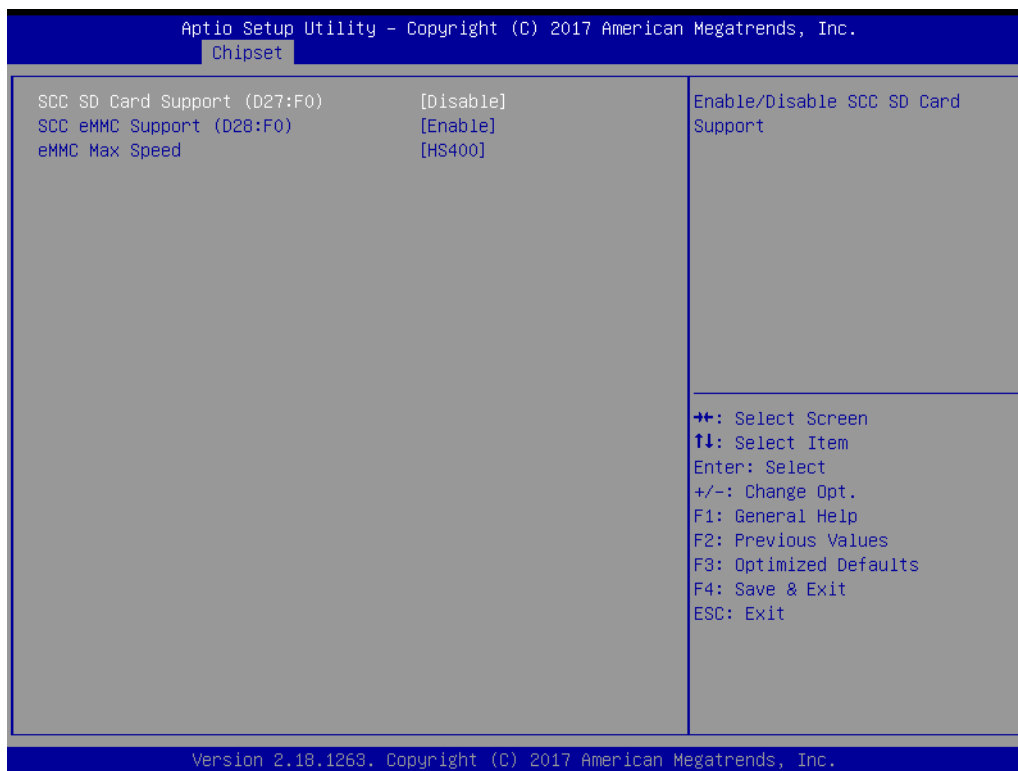 Aptio Setup Utility – Copyright (C) 2017 American Megatrends, Inc.
Chipset
SCC SD Card Support (D27:F0) [Disable]
SCC eMMC Support (D28:F0) [Enable]
eMMC Max Speed [HS400]
Enable/Disable SCC SD Card
Support
→←: Select Screen
↑↓: Select Item
Enter: Select
+/-: Change Opt.
F1: General Help
F2: Previous Values
F3: Optimized Defaults
F4: Save & Exit
ESC: Exit
Version 2.18.1263. Copyright (C) 2017 American Megatrends, Inc.